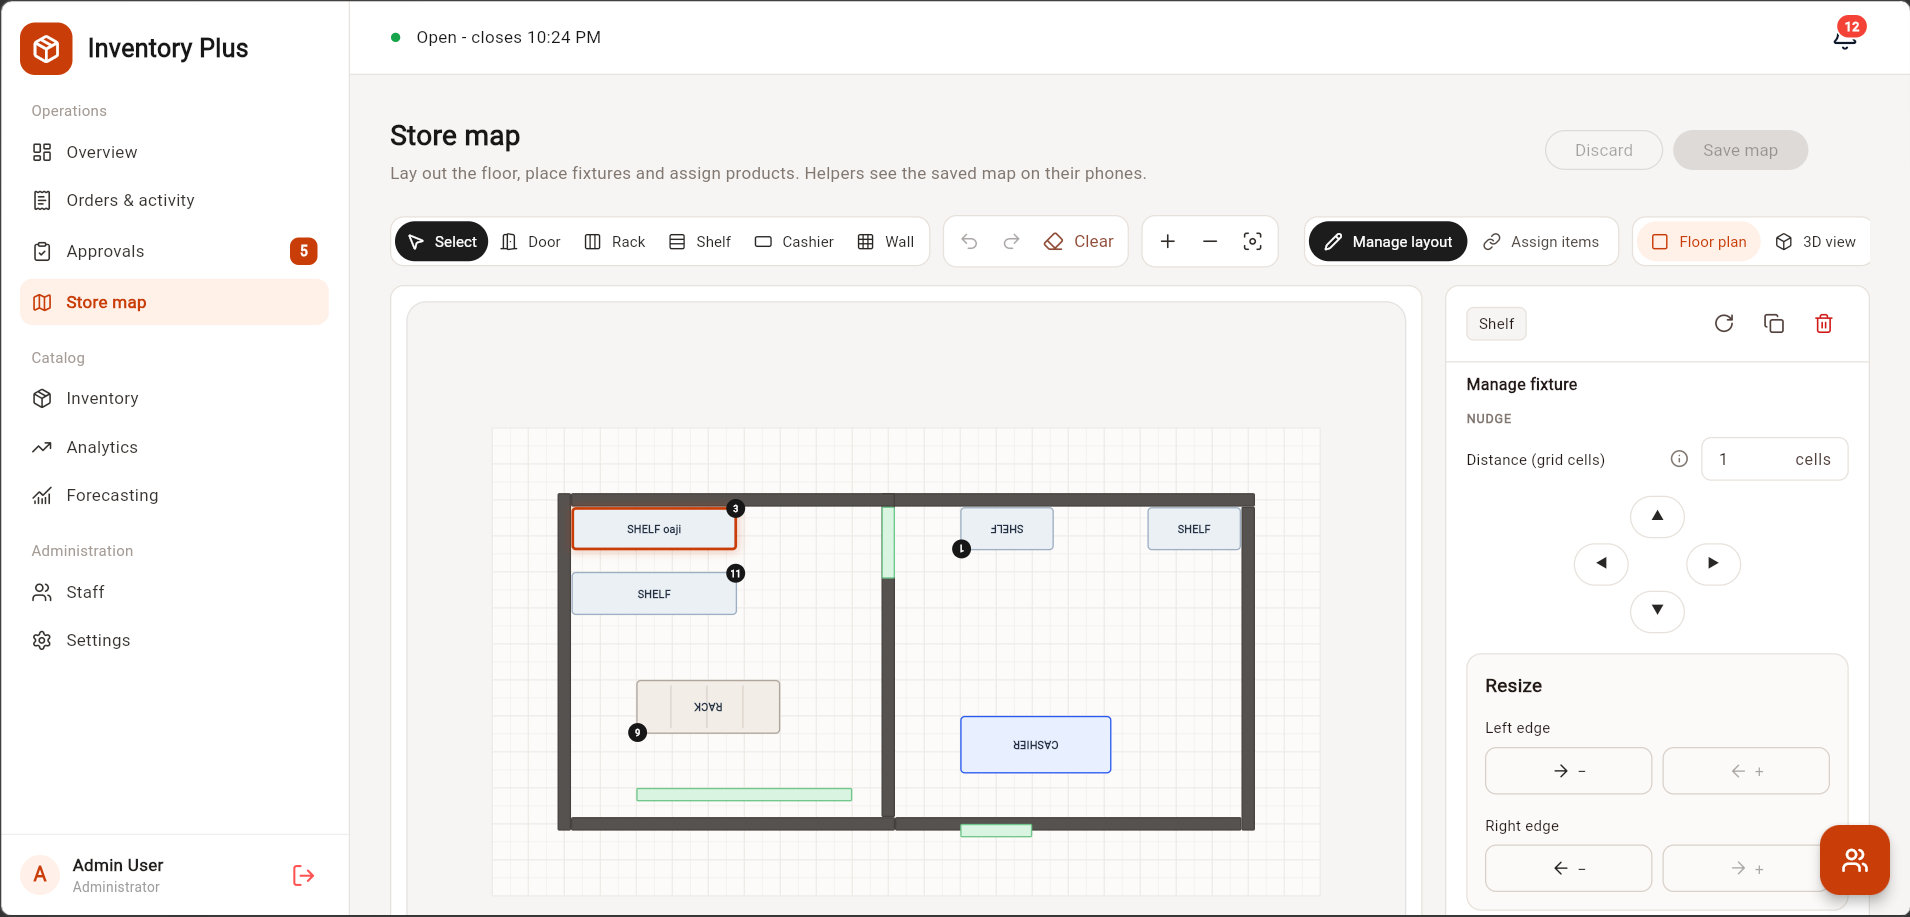 Inventory Plus
Operations
Overview
Orders & activity
Approvals 5
Store map
Catalog
Inventory
Analytics
Forecasting
Administration
Staff
Settings
A
Admin User
Administrator
Open - closes 10:24 PM
12
Store map
Lay out the floor, place fixtures and assign products. Helpers see the saved map on their phones.
Discard Save map
Select Door Rack Shelf Cashier Wall Clear Manage layout Assign items Floor plan 3D view
3
SHELF oaji SHELF SHELF
1
11
SHELF
RACK
9
CASHIER
Shelf
Manage fixture
NUDGE
Distance (grid cells) 1 cells
▲
◀ ▶
▼
Resize
Left edge
→ − ← +
Right edge
← − → +